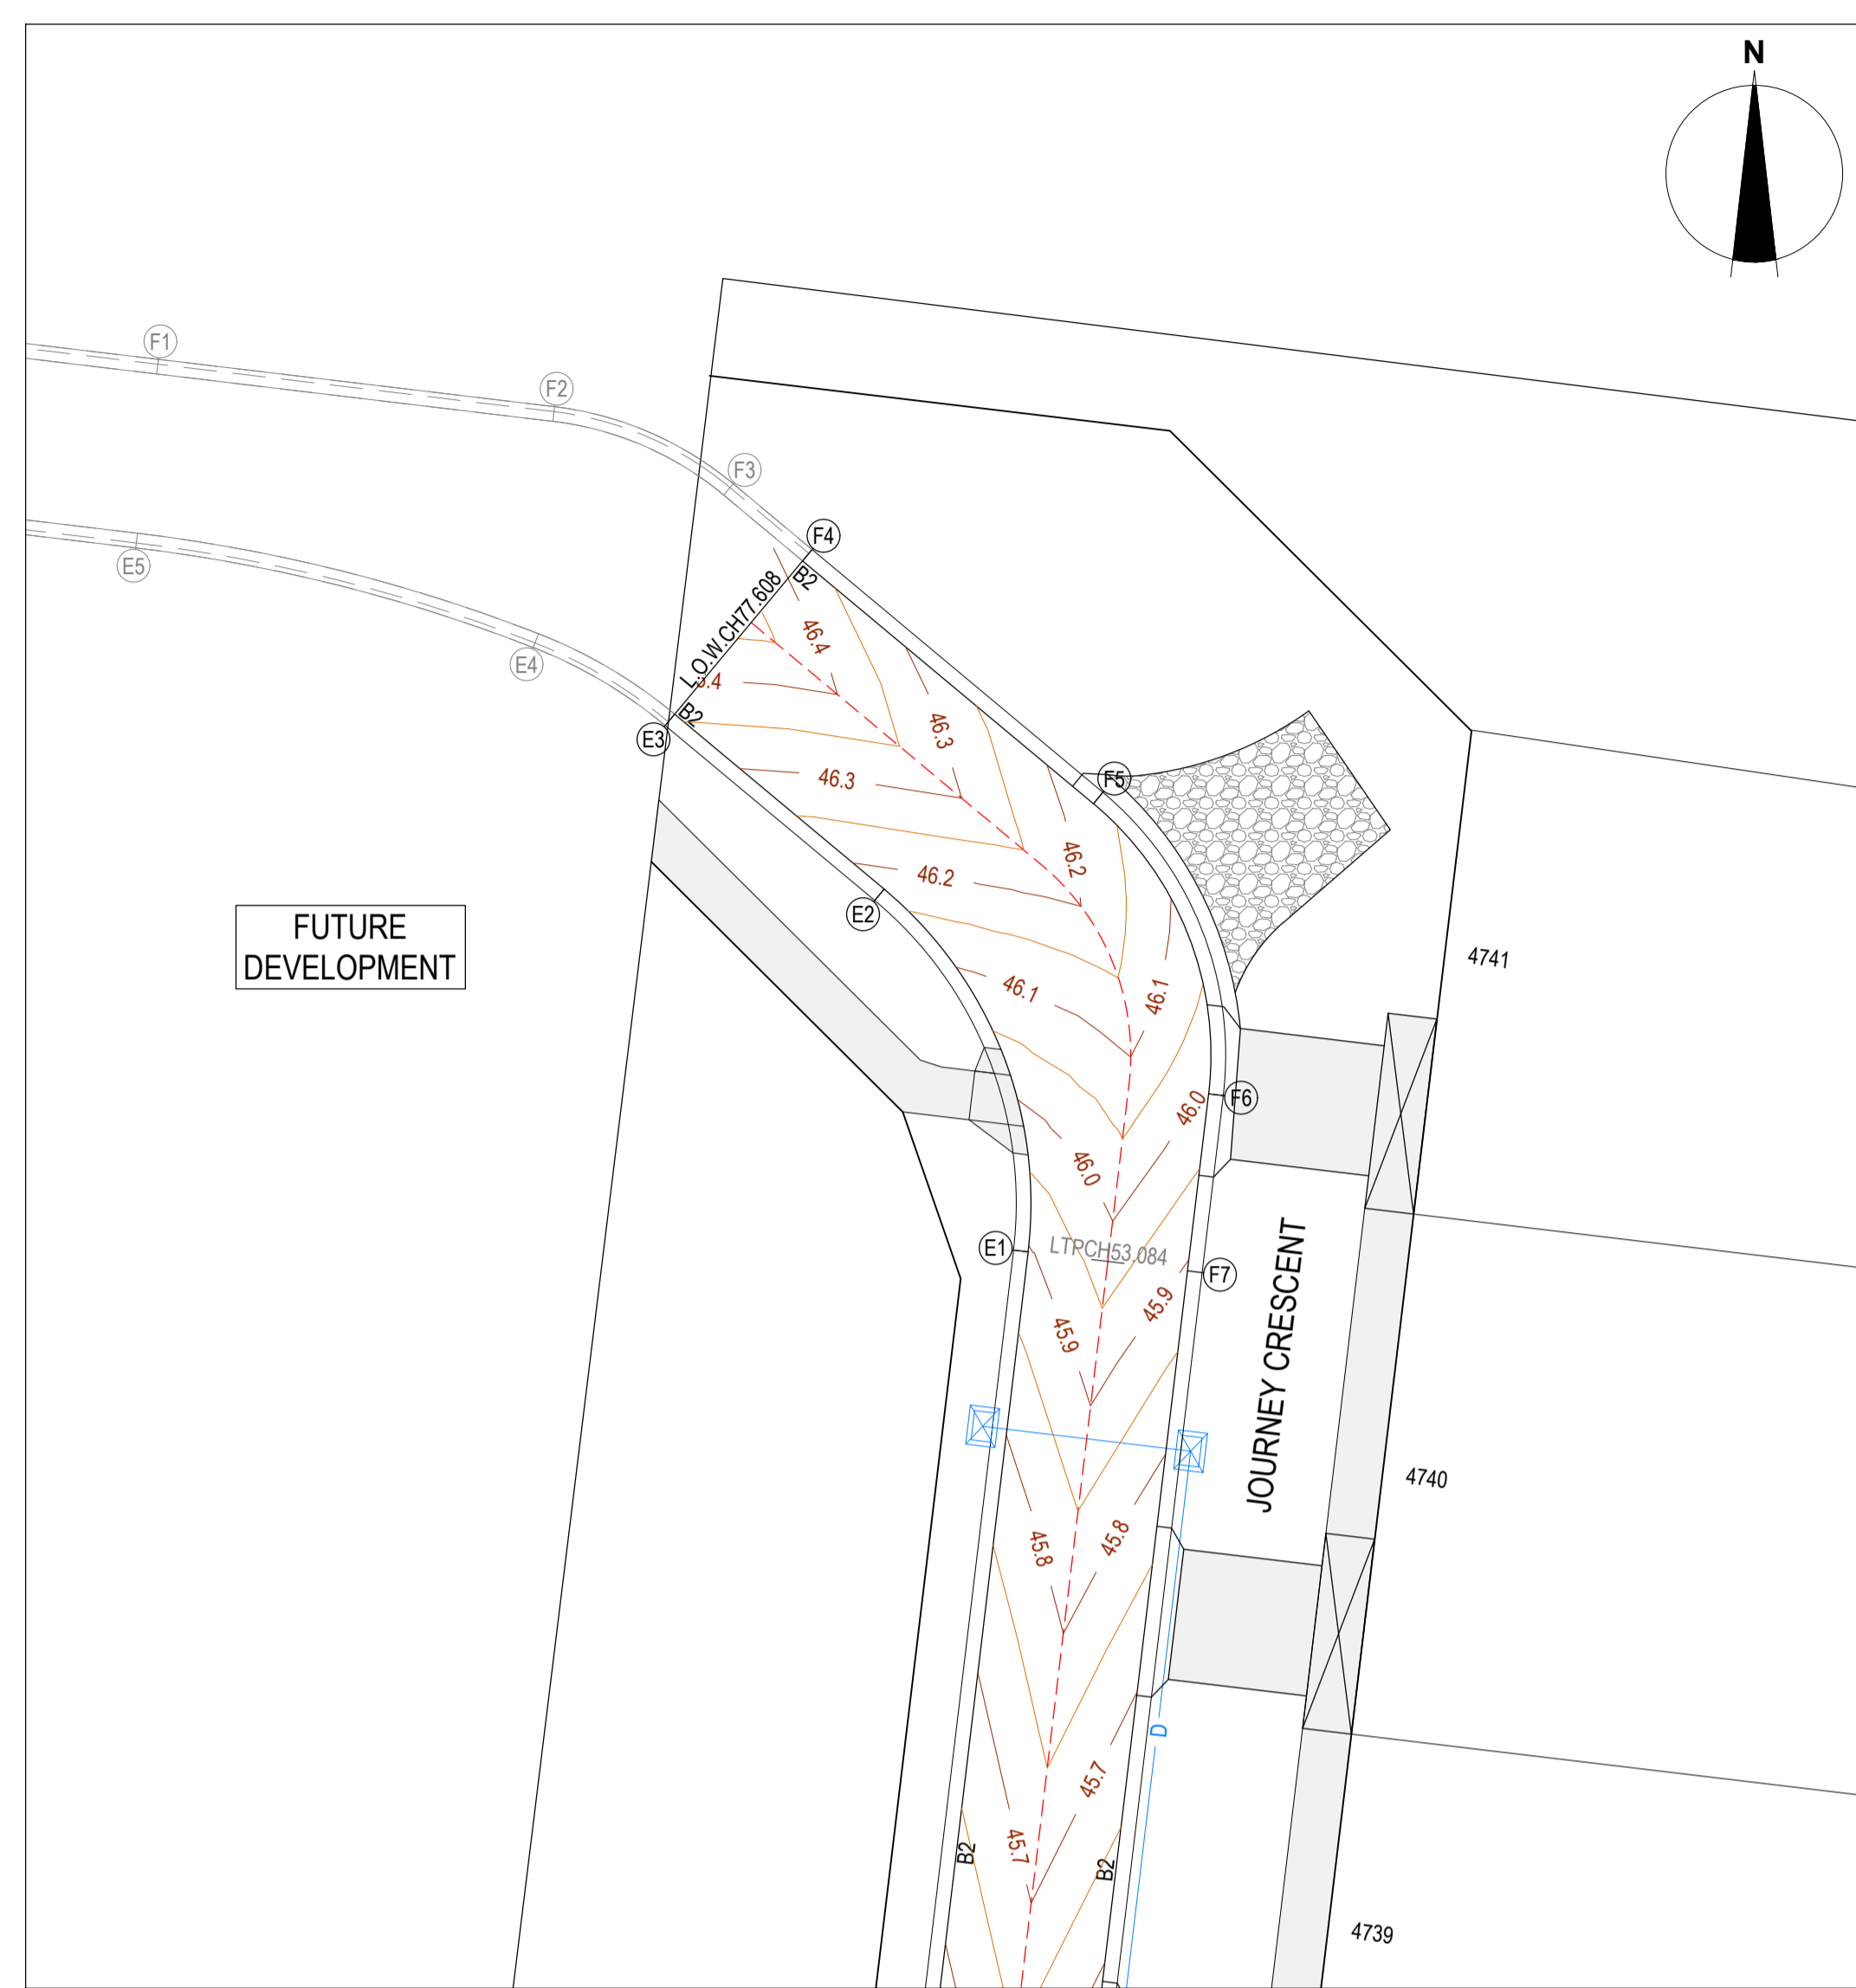 N
F1
F2
F3
F4
B2
L.O.W.CH77.608
46.4
E5
E4
B2
E3
46.3
46.3
F5
46.2
46.2
E2
FUTURE
DEVELOPMENT
4741
46.1
46.1
46.0
F6
46.0
E1
LTPCH53.084
F7
45.9
45.9
JOURNEY CRESCENT
4740
45.8
45.8
D
45.7
45.7
B2
B2
4739